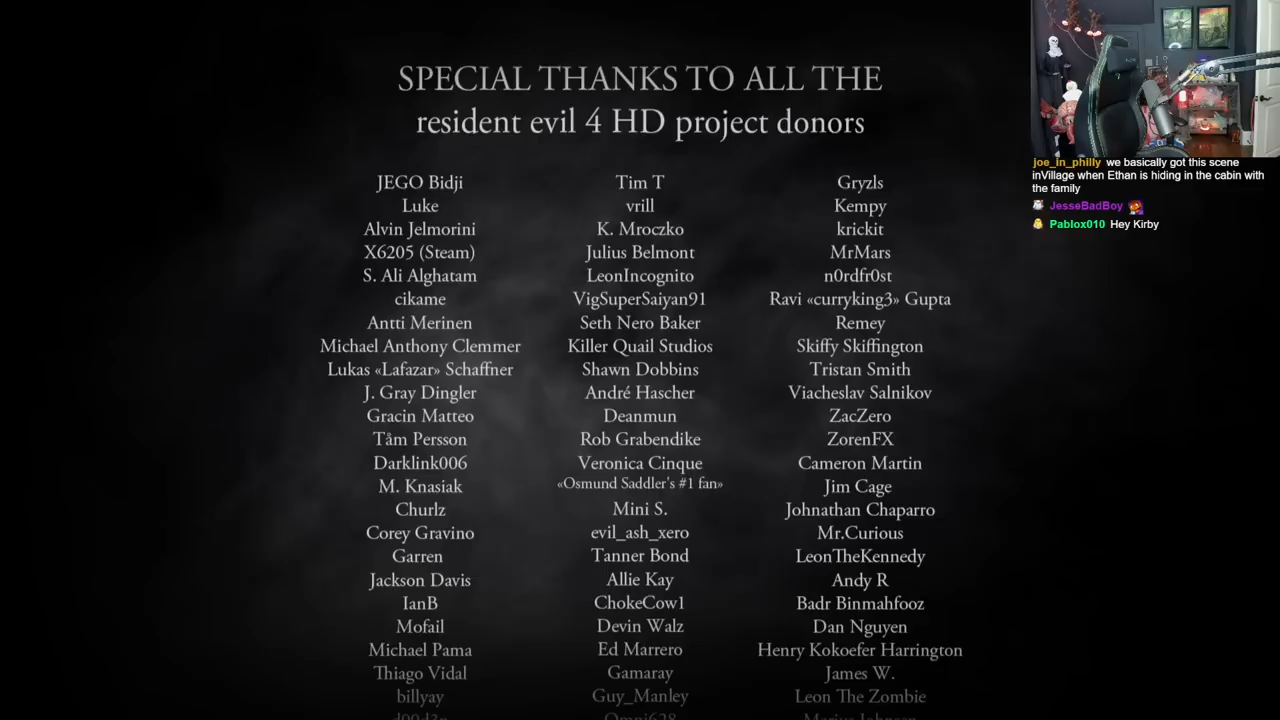 SPECIAL THANKS TO ALL THE
resident evil 4 HD project donors
JEGO Bidji
Luke
Alvin Jelmorini
X6205 (Steam)
S. Ali Alghatam
cikame
Antti Merinen
Michael Anthony Clemmer
Lukas «Lafazar» Schaffner
J. Gray Dingler
Gracin Matteo
Tåm Persson
Darklink006
M. Knasiak
Churlz
Corey Gravino
Garren
Jackson Davis
IanB
Mofail
Michael Pama
Thiago Vidal
billyay
Tim T
vrill
K. Mroczko
Julius Belmont
LeonIncognito
VigSuperSaiyan91
Seth Nero Baker
Killer Quail Studios
Shawn Dobbins
André Hascher
Deanmun
Rob Grabendike
Veronica Cinque
«Osmund Saddler's #1 fan»
Mini S.
evil_ash_xero
Tanner Bond
Allie Kay
ChokeCow1
Devin Walz
Ed Marrero
Gamaray
Guy_Manley
Gryzls
Kempy
krickit
MrMars
n0rdfr0st
Ravi «curryking3» Gupta
Remey
Skiffy Skiffington
Tristan Smith
Viacheslav Salnikov
ZacZero
ZorenFX
Cameron Martin
Jim Cage
Johnathan Chaparro
Mr.Curious
LeonTheKennedy
Andy R
Badr Binmahfooz
Dan Nguyen
Henry Kokoefer Harrington
James W.
Leon The Zombie
joe_in_philly we basically got this scene
inVillage when Ethan is hiding in the cabin with
the family
JesseBadBoy
Pablox010 Hey Kirby